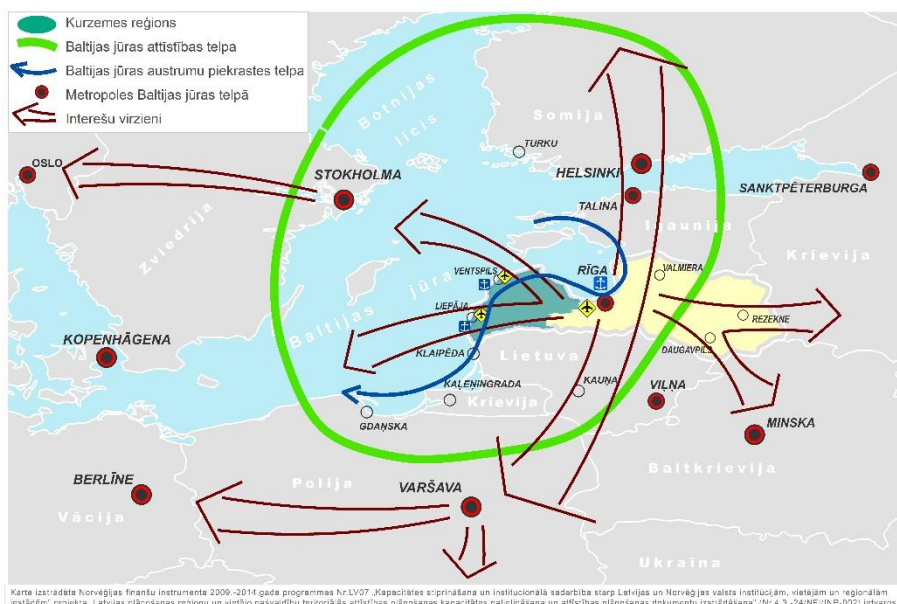 Kurzemes reģions
Baltijas jūras attīstības telpa
Baltijas jūras austrumu piekrastes telpa
Metropoles Baltijas jūras telpā
Interešu virzieni
Botnijas
līcis
Somija
TURKU
OSLO
STOKHOLMA
HELSINKI
TALINA
SANKTPĒTERBURGA
Igaunija
Zviedrija
Krievija
VENTSPILS
RĪGA
VALMIERA
Baltijas jūra
LIEPĀJA
REZEKNE
KOPENHĀGENA
KLAIPĒDA
Lietuva
DAUGAVPILS
KAĻEŅINGRADA
KAUŅA
VIĻŅA
Krievija
GDAŅSKA
MINSKA
Baltkrievija
BERLĪNE
Polija
VARŠAVA
Vācija
Ukraina
Karte izstrādāta Norvēģijas finanšu instrumenta 2009.-2014.gada programmas Nr.LV07 „Kapacitātes stiprināšana un institucionālā sadarbība starp Latvijas un Norvēģijas valsts institūcijām, vietējām un reģionālām